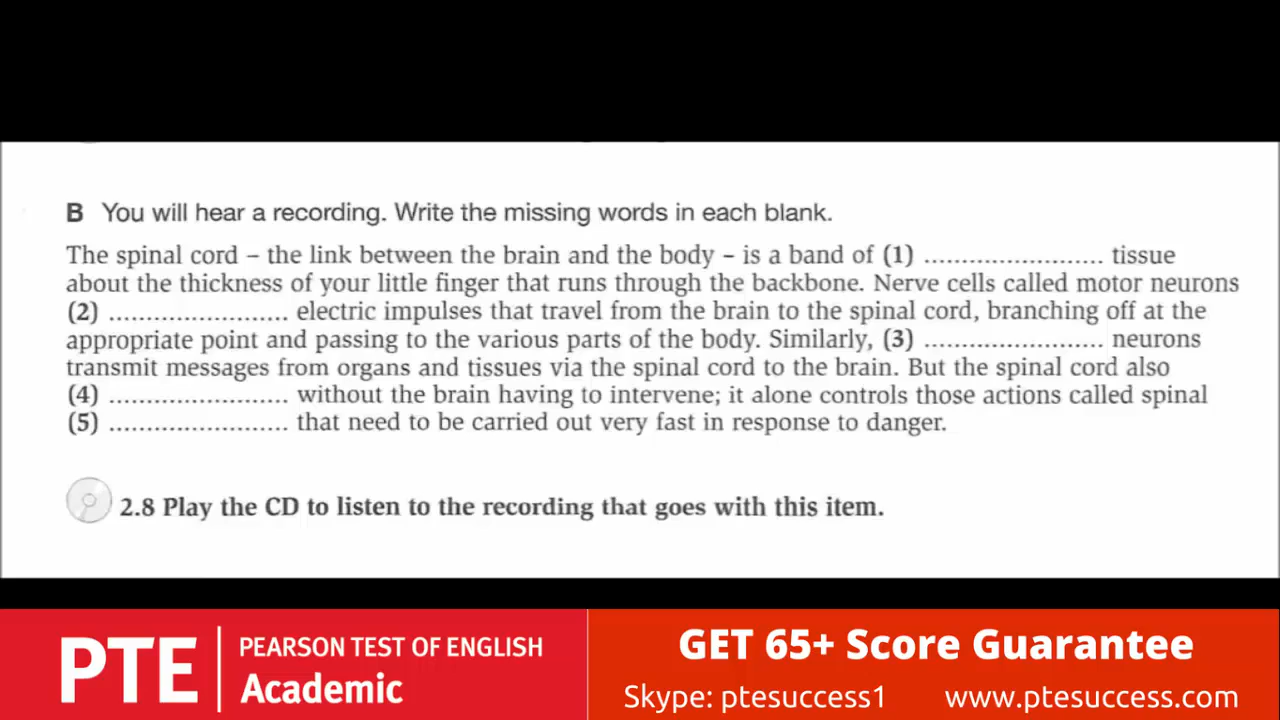 B You will hear a recording. Write the missing words in each blank.
The spinal cord – the link between the brain and the body – is a band of (1) ........................ tissue
about the thickness of your little finger that runs through the backbone. Nerve cells called motor neurons
(2) ........................ electric impulses that travel from the brain to the spinal cord, branching off at the
appropriate point and passing to the various parts of the body. Similarly, (3) ........................ neurons
transmit messages from organs and tissues via the spinal cord to the brain. But the spinal cord also
(4) ........................ without the brain having to intervene; it alone controls those actions called spinal
(5) ........................ that need to be carried out very fast in response to danger.
2.8 Play the CD to listen to the recording that goes with this item.
PTE
PEARSON TEST OF ENGLISH
Academic
GET 65+ Score Guarantee
Skype: ptesuccess1 www.ptesuccess.com